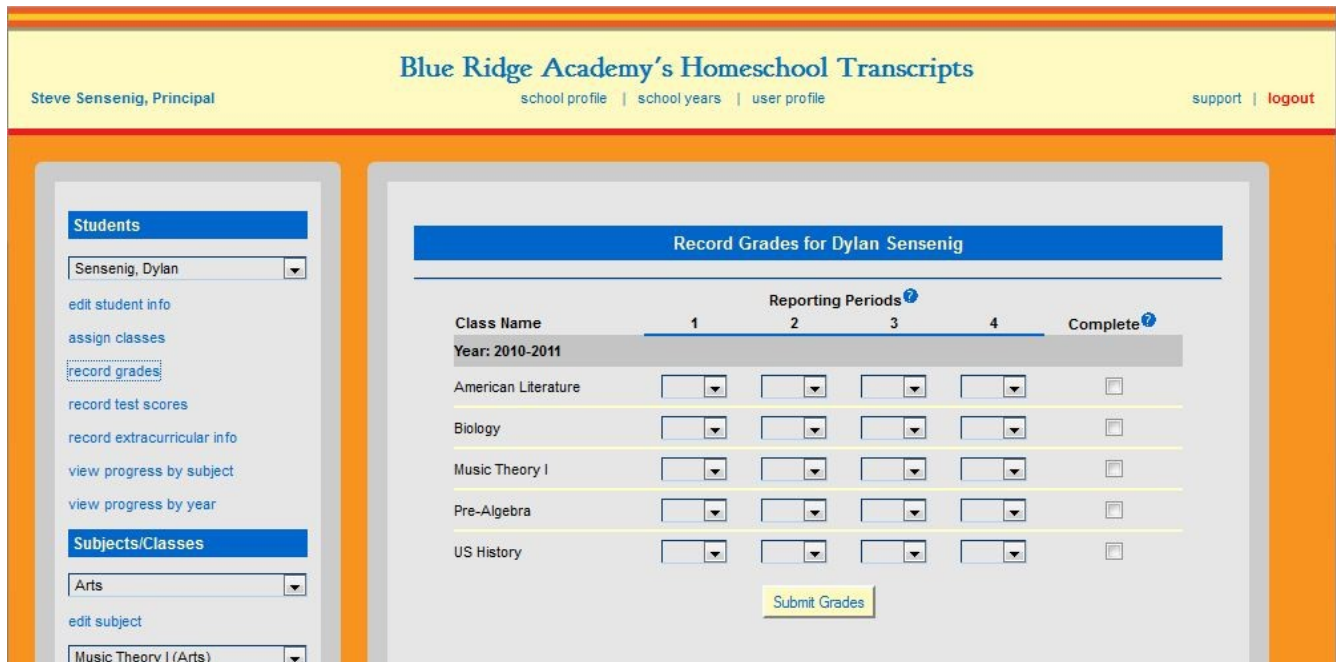 Blue Ridge Academy's Homeschool Transcripts
Steve Sensenig, Principal
school profile | school years | user profile
support | logout
Students
Sensenig, Dylan
edit student info
assign classes
record grades
record test scores
record extracurricular info
view progress by subject
view progress by year
Subjects/Classes
Arts
edit subject
Music Theory I (Arts)
Record Grades for Dylan Sensenig
Reporting Periods ?
Class Name 1 2 3 4 Complete ?
Year: 2010-2011
American Literature
Biology
Music Theory I
Pre-Algebra
US History
Submit Grades